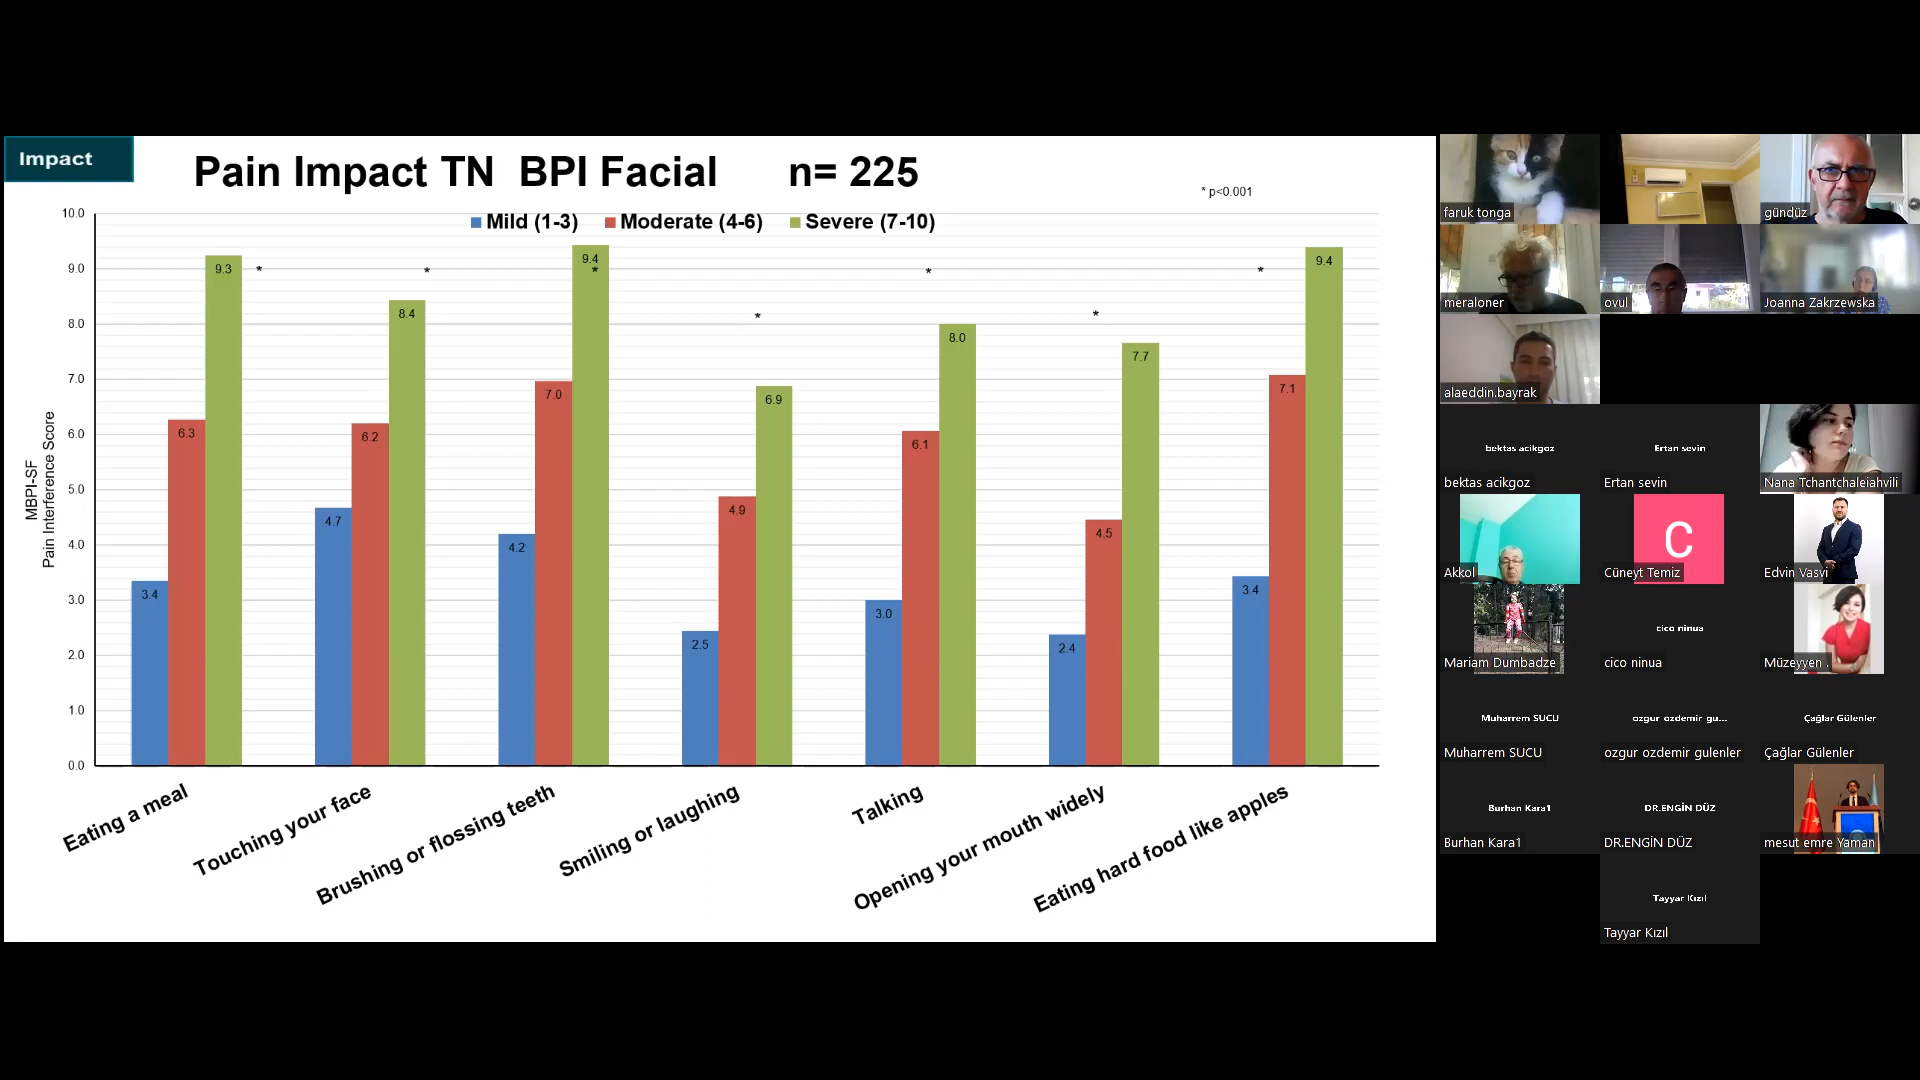 Impact
Pain Impact TN BPI Facial n= 225
* p<0.001
Mild (1-3) Moderate (4-6) Severe (7-10)
MBPI-SF
Pain Interference Score
10.0
9.0
8.0
7.0
6.0
5.0
4.0
3.0
2.0
1.0
0.0
3.4 6.3 9.3 *
4.7 6.2 8.4 *
4.2 7.0 9.4 *
2.5 4.9 6.9 *
3.0 6.1 8.0 *
2.4 4.5 7.7 *
3.4 7.1 9.4 *
Eating a meal
Touching your face
Brushing or flossing teeth
Smiling or laughing
Talking
Opening your mouth widely
Eating hard food like apples
faruk tonga
gündüz
meraloner
ovul
Joanna Zakrzewska
alaeddin.bayrak
bektas acikgoz
bektas acikgoz
Ertan sevin
Ertan sevin
Nana Tchantchaleiahvili
Akkol
C
Cüneyt Temiz
Edvin Vasvi
Mariam Dumbadze
cico ninua
cico ninua
Müzeyyen .
Muharrem SUCU
Muharrem SUCU
ozgur ozdemir gu...
ozgur ozdemir gulenler
Çağlar Gülenler
Çağlar Gülenler
Burhan Kara1
Burhan Kara1
DR.ENGİN DÜZ
DR.ENGİN DÜZ
mesut emre Yaman
Tayyar Kızıl
Tayyar Kızıl